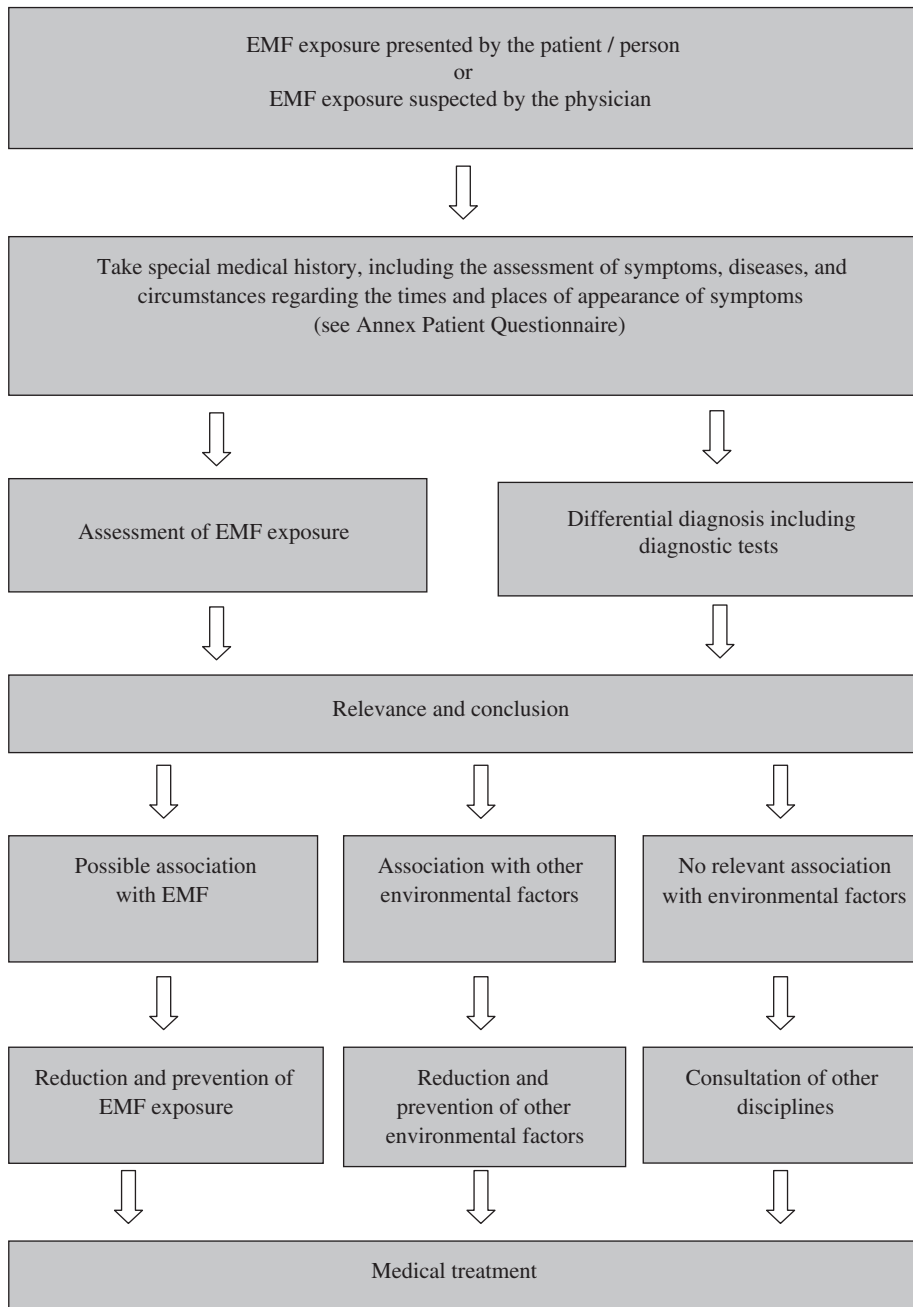 EMF exposure presented by the patient / person
or
EMF exposure suspected by the physician
Take special medical history, including the assessment of symptoms, diseases, and
circumstances regarding the times and places of appearance of symptoms
(see Annex Patient Questionnaire)
Assessment of EMF exposure
Differential diagnosis including
diagnostic tests
Relevance and conclusion
Possible association
with EMF
Association with other
environmental factors
No relevant association
with environmental factors
Reduction and prevention of
EMF exposure
Reduction and
prevention of other
environmental factors
Consultation of other
disciplines
Medical treatment